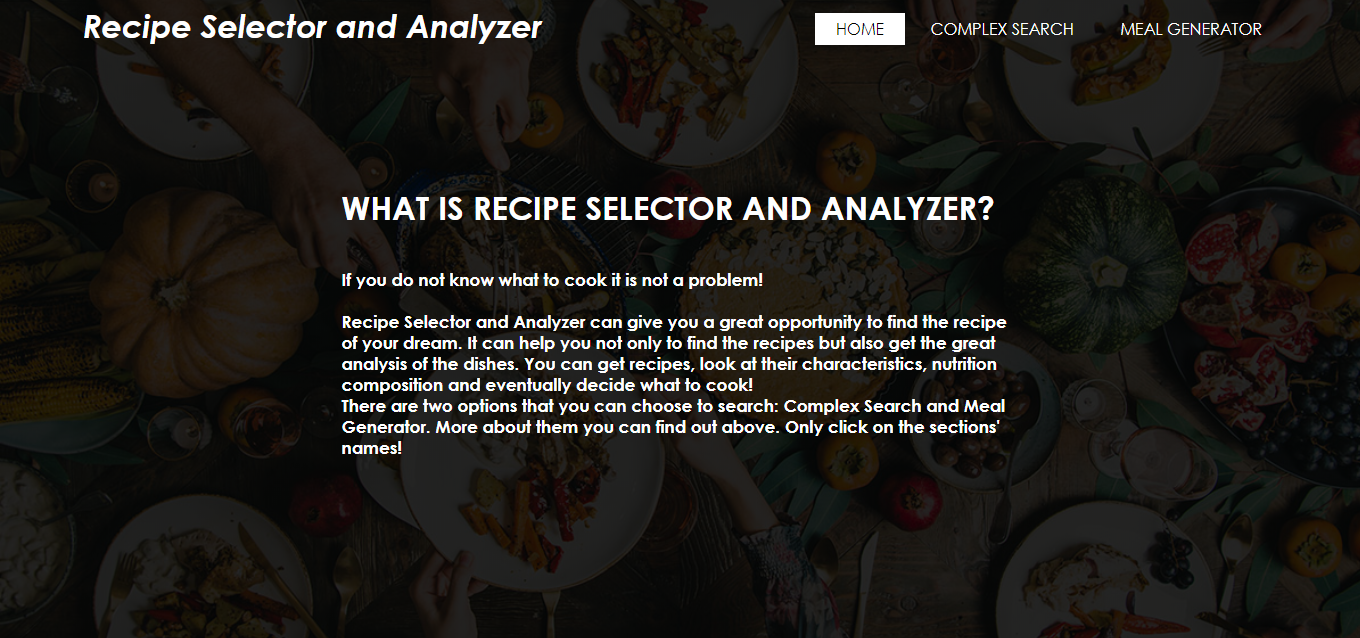 Recipe Selector and Analyzer
HOME
COMPLEX SEARCH
MEAL GENERATOR
WHAT IS RECIPE SELECTOR AND ANALYZER?
If you do not know what to cook it is not a problem!
Recipe Selector and Analyzer can give you a great opportunity to find the recipe
of your dream. It can help you not only to find the recipes but also get the great
analysis of the dishes. You can get recipes, look at their characteristics, nutrition
composition and eventually decide what to cook!
There are two options that you can choose to search: Complex Search and Meal
Generator. More about them you can find out above. Only click on the sections'
names!